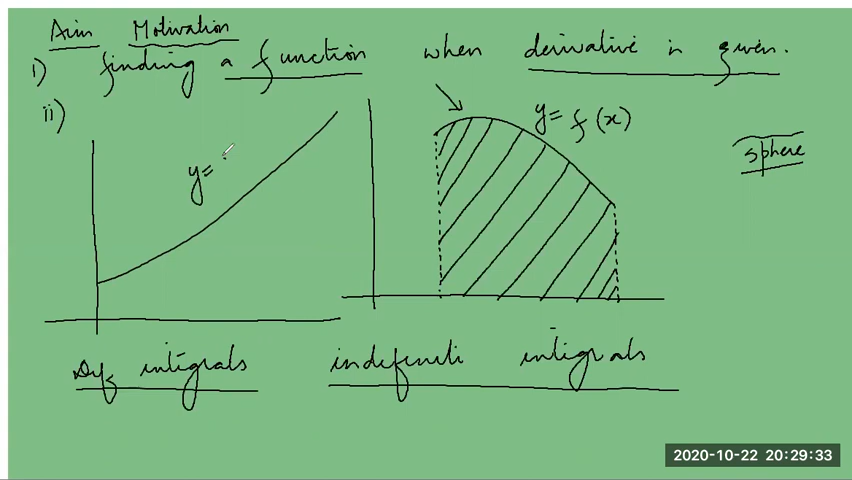 Aim Motivation
i) finding a function when derivative is given.
ii)
y = f(x)
y =
sphere
Def integrals indefeniti integrals
2020-10-22 20:29:33